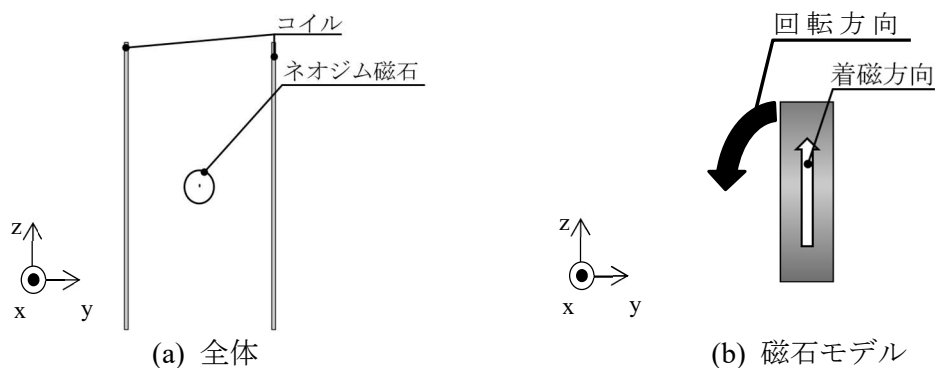 コイル
ネオジム磁石
z
x
y
(a) 全体
回転方向
着磁方向
z
x
y
(b) 磁石モデル